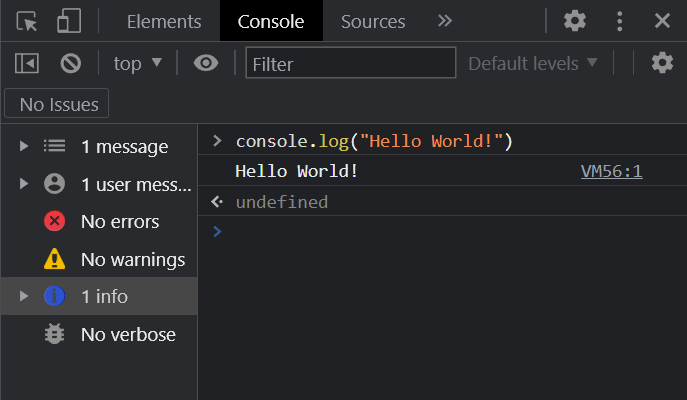 Elements Console Sources
top Filter Default levels
No Issues
1 message
1 user mess...
No errors
No warnings
1 info
No verbose
console.log("Hello World!")
Hello World! VM56:1
undefined